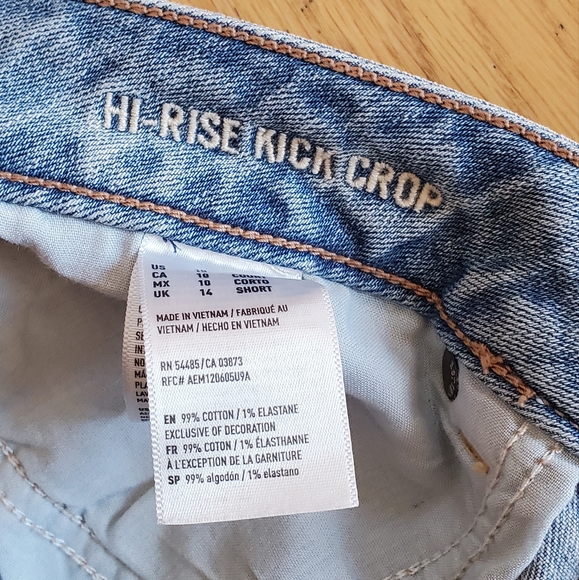 HI-RISE KICK CROP
US
CA 10 CORTO
MX 10 CORTO
UK 14 SHORT
MADE IN VIETNAM / FABRIQUÉ AU
VIETNAM / HECHO EN VIETNAM
RN 54485/CA 03873
RFC# AEM120605U9A
EN 99% COTTON / 1% ELASTANE
EXCLUSIVE OF DECORATION
FR 99% COTON / 1% ÉLASTHANNE
À L'EXCEPTION DE LA GARNITURE
SP 99% algodón / 1% elastano